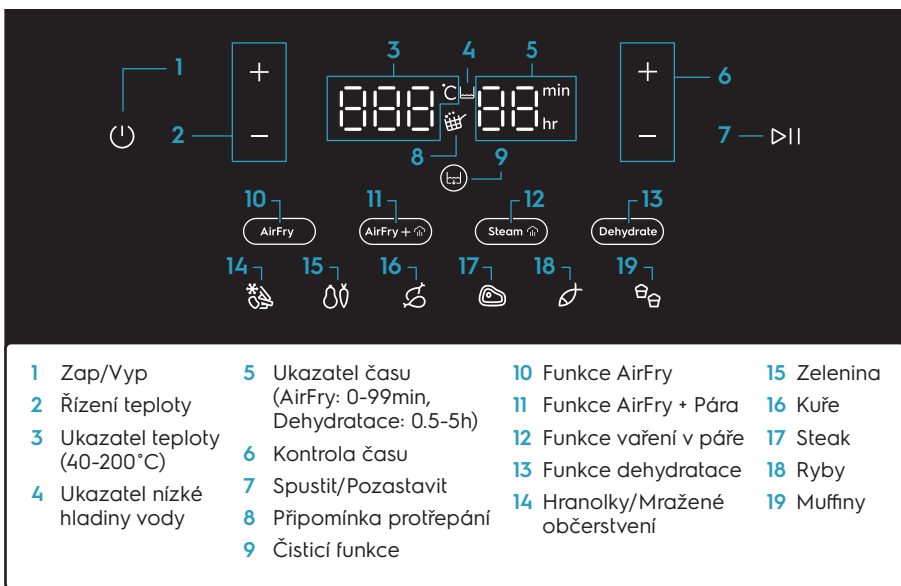 3
4
5
1
+
°C
min
+
6
888
88
2
−
hr
−
7
8
9
10
11
12
13
AirFry
AirFry +
Steam
Dehydrate
14
15
16
17
18
19
1 Zap/Vyp
2 Řízení teploty
3 Ukazatel teploty
(40-200°C)
4 Ukazatel nízké
hladiny vody
5 Ukazatel času
(AirFry: 0-99min,
Dehydratace: 0.5-5h)
6 Kontrola času
7 Spustit/Pozastavit
8 Připomínka protřepání
9 Čisticí funkce
10 Funkce AirFry
11 Funkce AirFry + Pára
12 Funkce vaření v páře
13 Funkce dehydratace
14 Hranolky/Mražené
občerstvení
15 Zelenina
16 Kuře
17 Steak
18 Ryby
19 Muffiny